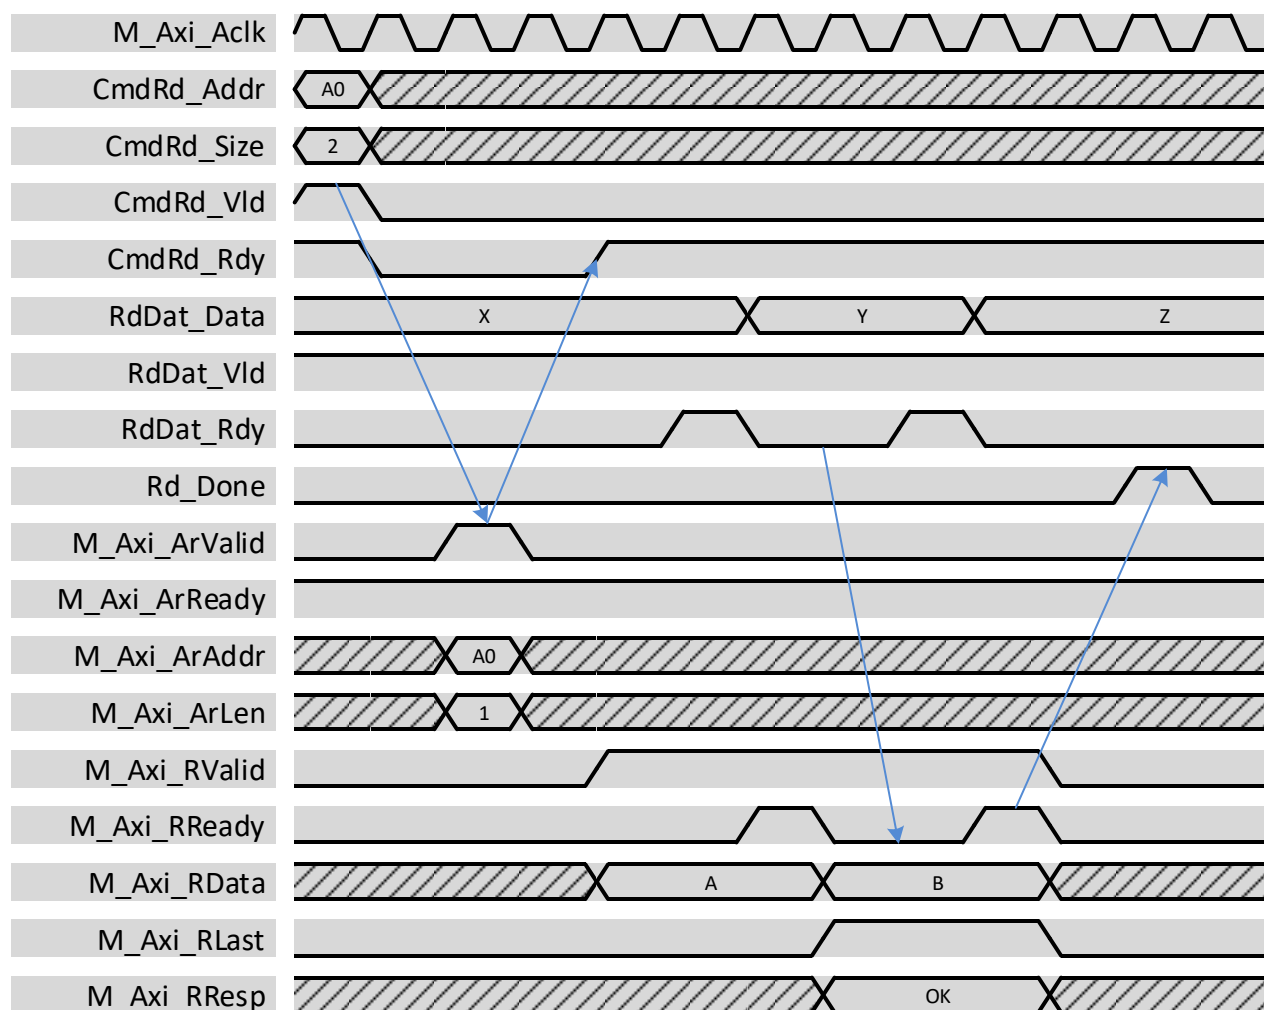 M_Axi_Aclk
CmdRd_Addr A0
CmdRd_Size 2
CmdRd_Vld
CmdRd_Rdy
RdDat_Data X Y Z
RdDat_Vld
RdDat_Rdy
Rd_Done
M_Axi_ArValid
M_Axi_ArReady
M_Axi_ArAddr A0
M_Axi_ArLen 1
M_Axi_RValid
M_Axi_RReady
M_Axi_RData A B
M_Axi_RLast
M_Axi_RResp OK